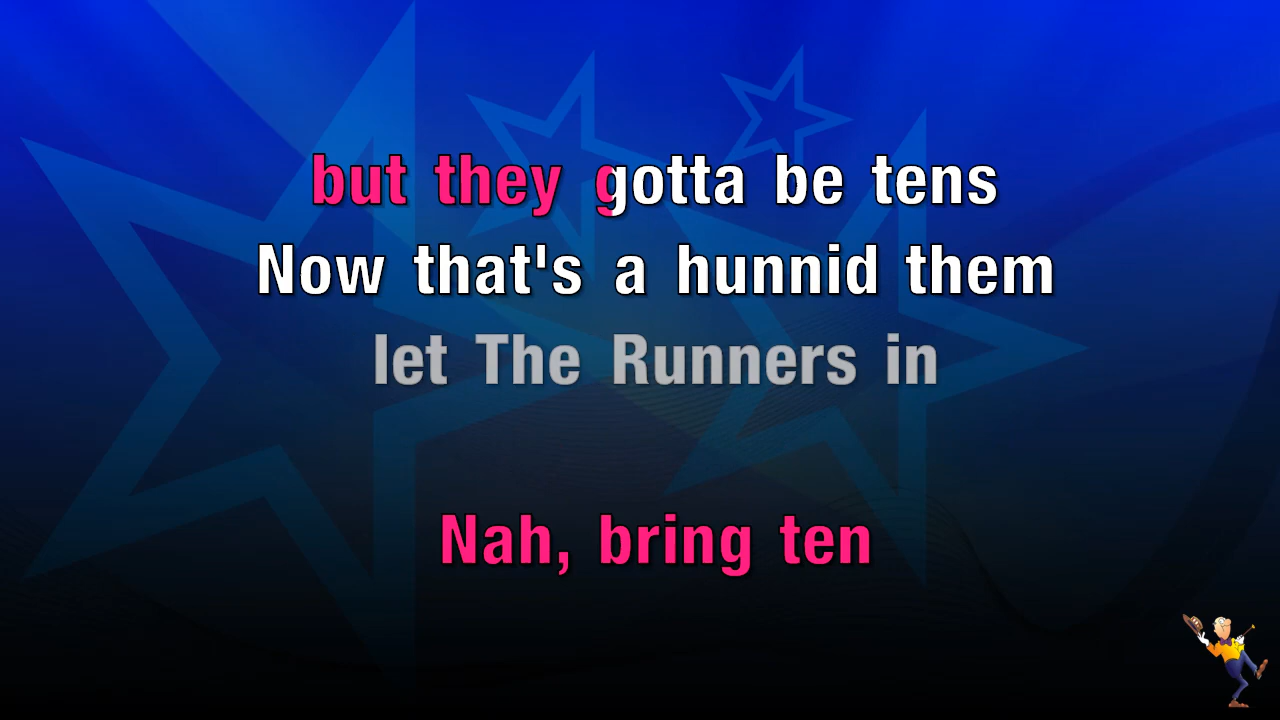 but they gotta be tens
Now that's a hunnid them
let The Runners in
Nah, bring ten